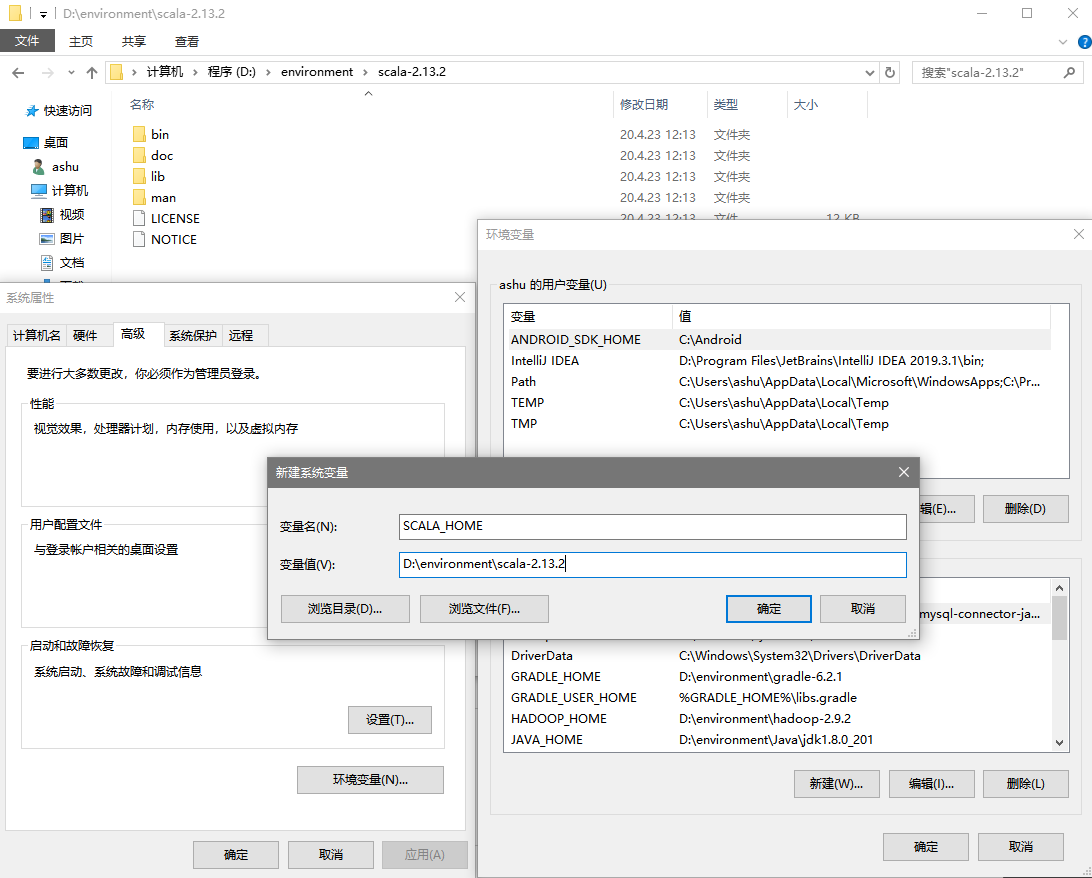 D:\environment\scala-2.13.2
文件 主页 共享 查看
计算机 程序 (D:) environment scala-2.13.2 搜索"scala-2.13.2"
名称 修改日期 类型 大小
快速访问
桌面
ashu
计算机
视频
图片
文档
bin 20.4.23 12:13 文件夹
doc 20.4.23 12:13 文件夹
lib 20.4.23 12:13 文件夹
man 20.4.23 12:13 文件夹
LICENSE 20.4.23 12:13 文件 12 KB
NOTICE
系统属性
计算机名 硬件 高级 系统保护 远程
要进行大多数更改，你必须作为管理员登录。
性能
视觉效果，处理器计划，内存使用，以及虚拟内存
用户配置文件
与登录帐户相关的桌面设置
启动和故障恢复
系统启动、系统故障和调试信息
设置(T)...
环境变量(N)...
确定 取消 应用(A)
环境变量
ashu 的用户变量(U)
变量 值
ANDROID_SDK_HOME C:\Android
IntelliJ IDEA D:\Program Files\JetBrains\IntelliJ IDEA 2019.3.1\bin;
Path C:\Users\ashu\AppData\Local\Microsoft\WindowsApps;C:\Pr...
TEMP C:\Users\ashu\AppData\Local\Temp
TMP C:\Users\ashu\AppData\Local\Temp
辑(E)... 删除(D)
新建系统变量
变量名(N): SCALA_HOME
变量值(V): D:\environment\scala-2.13.2
浏览目录(D)... 浏览文件(F)... 确定 取消
mysql-connector-ja...
DriverData C:\Windows\System32\Drivers\DriverData
GRADLE_HOME D:\environment\gradle-6.2.1
GRADLE_USER_HOME %GRADLE_HOME%\libs.gradle
HADOOP_HOME D:\environment\hadoop-2.9.2
JAVA_HOME D:\environment\Java\jdk1.8.0_201
新建(W)... 编辑(I)... 删除(L)
确定 取消